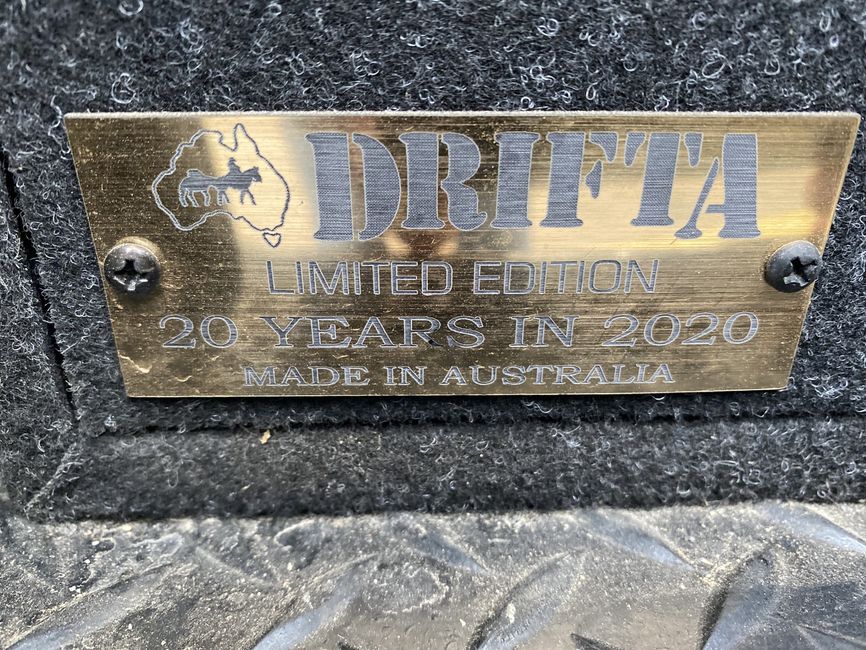 DRIFTA
LIMITED EDITION
20 YEARS IN 2020
MADE IN AUSTRALIA